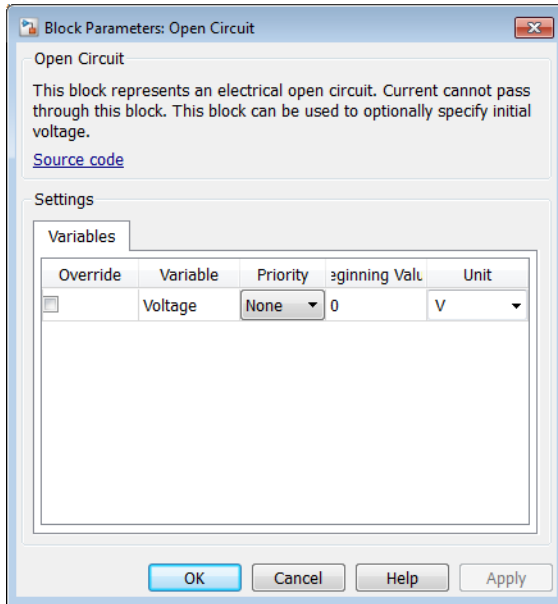 Block Parameters: Open Circuit
Open Circuit
This block represents an electrical open circuit. Current cannot pass
through this block. This block can be used to optionally specify initial
voltage.
Source code
Settings
Variables
Override Variable Priority eginning Valu Unit
Voltage None 0 V
OK Cancel Help Apply